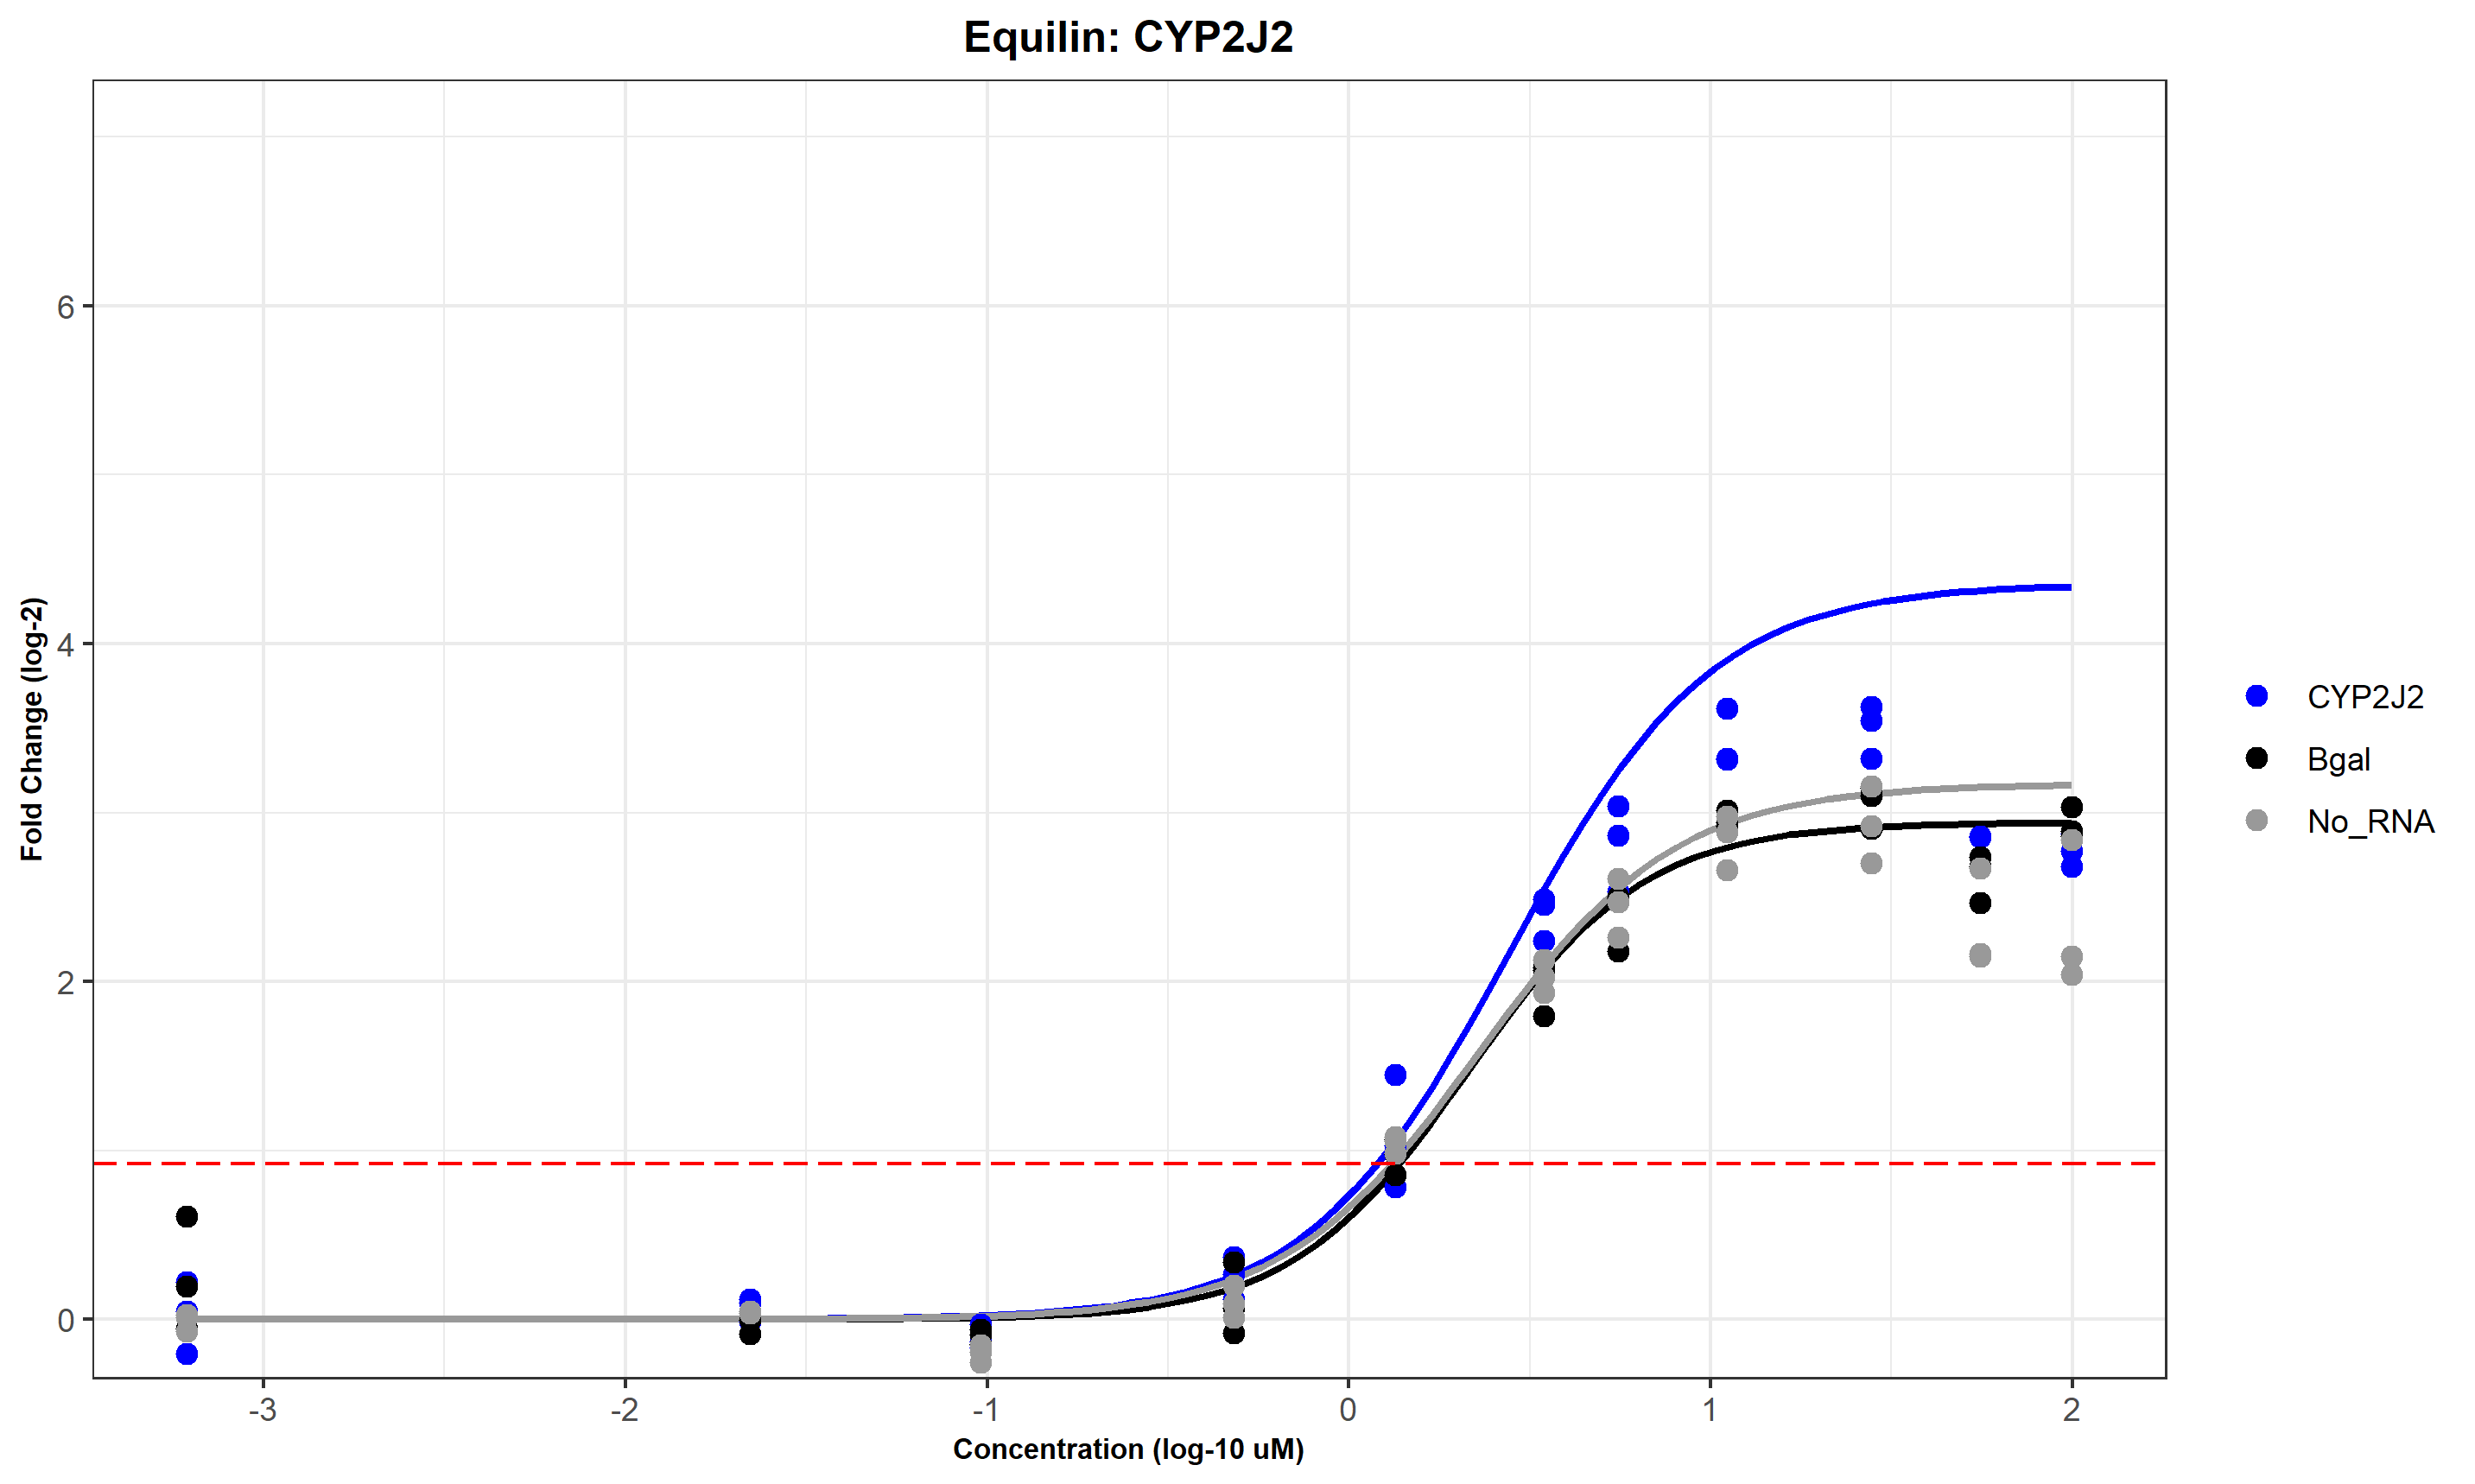 Equilin: CYP2J2
Fold Change (log-2)
6
4
2
0
-3
-2
-1
0
1
2
Concentration (log-10 uM)
CYP2J2
Bgal
No_RNA